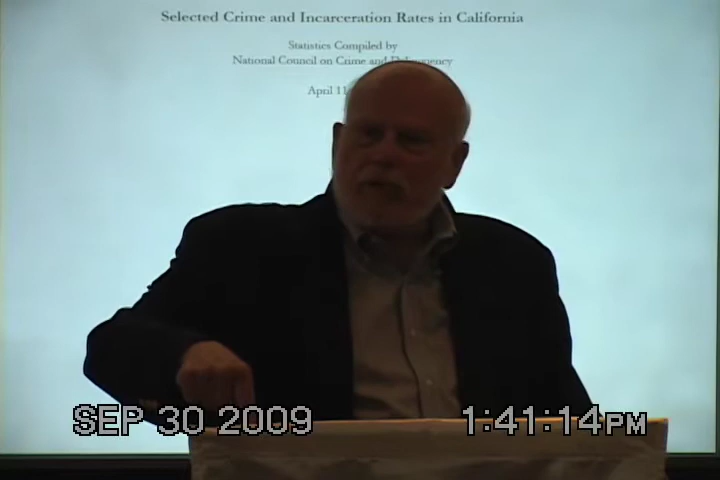 Selected Crime and Incarceration Rates in California
Statistics Compiled by
National Council on Crime and
April 11
SEP 30 2009 1:41:14PM